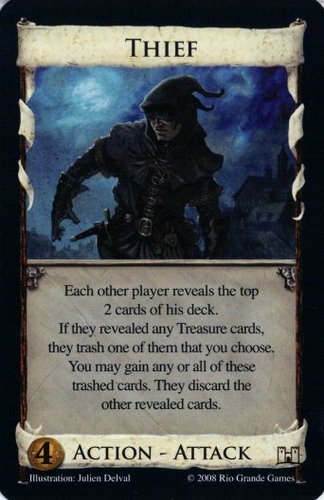 THIEF
Each other player reveals the top
2 cards of his deck.
If they revealed any Treasure cards,
they trash one of them that you choose.
You may gain any or all of these
trashed cards. They discard the
other revealed cards.
4 ACTION - ATTACK
Illustration: Julien Delval © 2008 Rio Grande Games